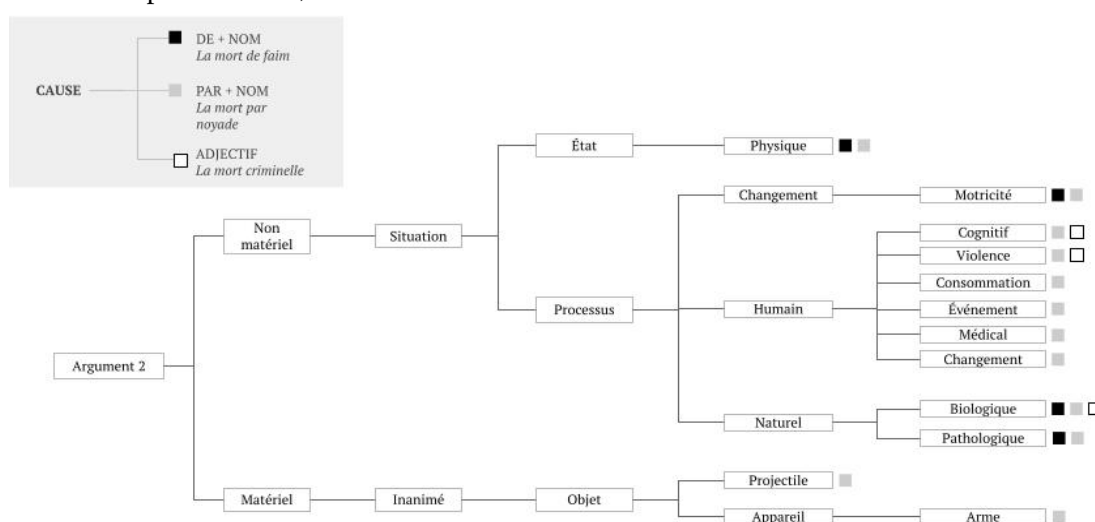 CAUSE
DE + NOM
La mort de faim
PAR + NOM
La mort par
noyade
ADJECTIF
La mort criminelle
État
Physique
Changement
Motricité
Non
matériel
Situation
Cognitif
Violence
Consommation
Processus
Humain
Événement
Médical
Changement
Argument 2
Naturel
Biologique
Pathologique
Matériel
Inanimé
Objet
Projectile
Appareil
Arme